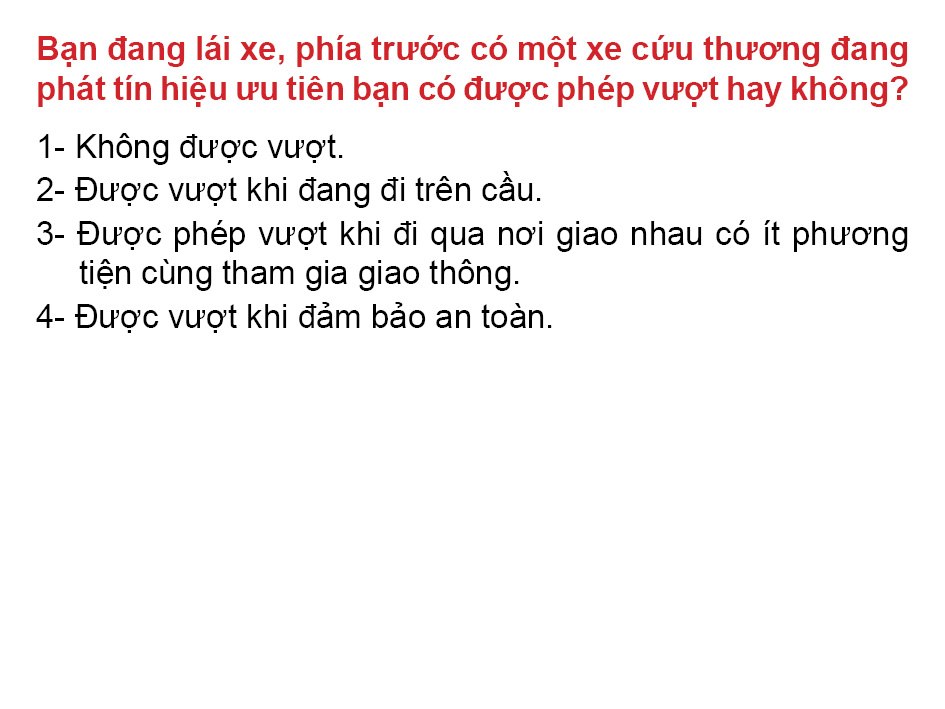 Bạn đang lái xe, phía trước có một xe cứu thương đang
phát tín hiệu ưu tiên bạn có được phép vượt hay không?
1- Không được vượt.
2- Được vượt khi đang đi trên cầu.
3- Được phép vượt khi đi qua nơi giao nhau có ít phương
tiện cùng tham gia giao thông.
4- Được vượt khi đảm bảo an toàn.